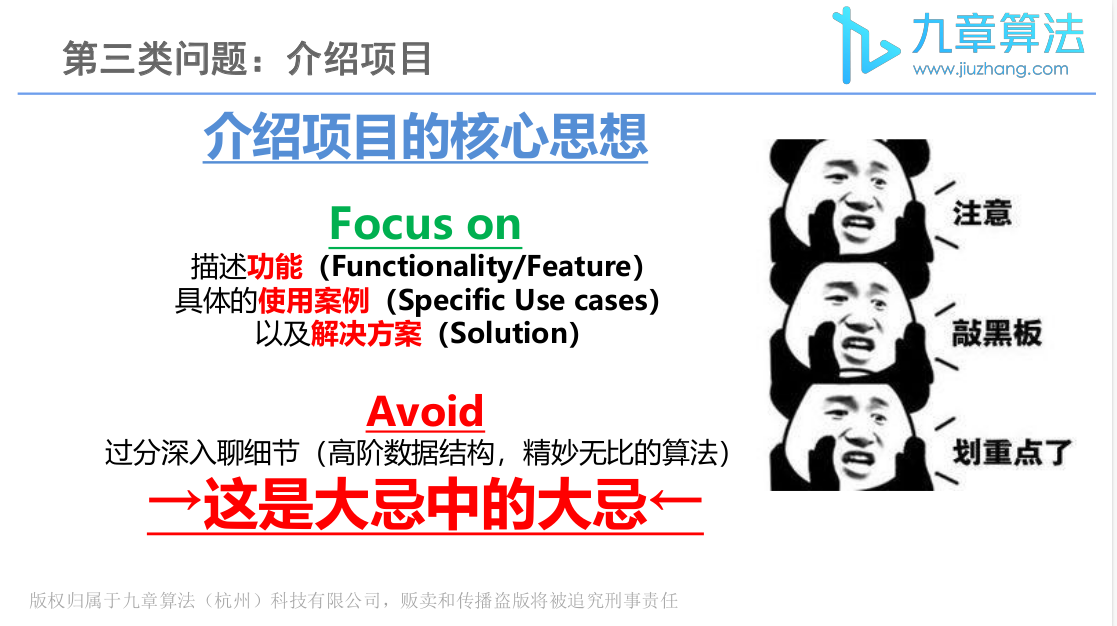 第三类问题：介绍项目
九章算法
www.jiuzhang.com
介绍项目的核心思想
Focus on
描述功能（Functionality/Feature）
具体的使用案例（Specific Use cases）
以及解决方案（Solution）
Avoid
过分深入聊细节（高阶数据结构，精妙无比的算法）
→这是大忌中的大忌←
注意
敲黑板
划重点了
版权归属于九章算法（杭州）科技有限公司，贩卖和传播盗版将被追究刑事责任